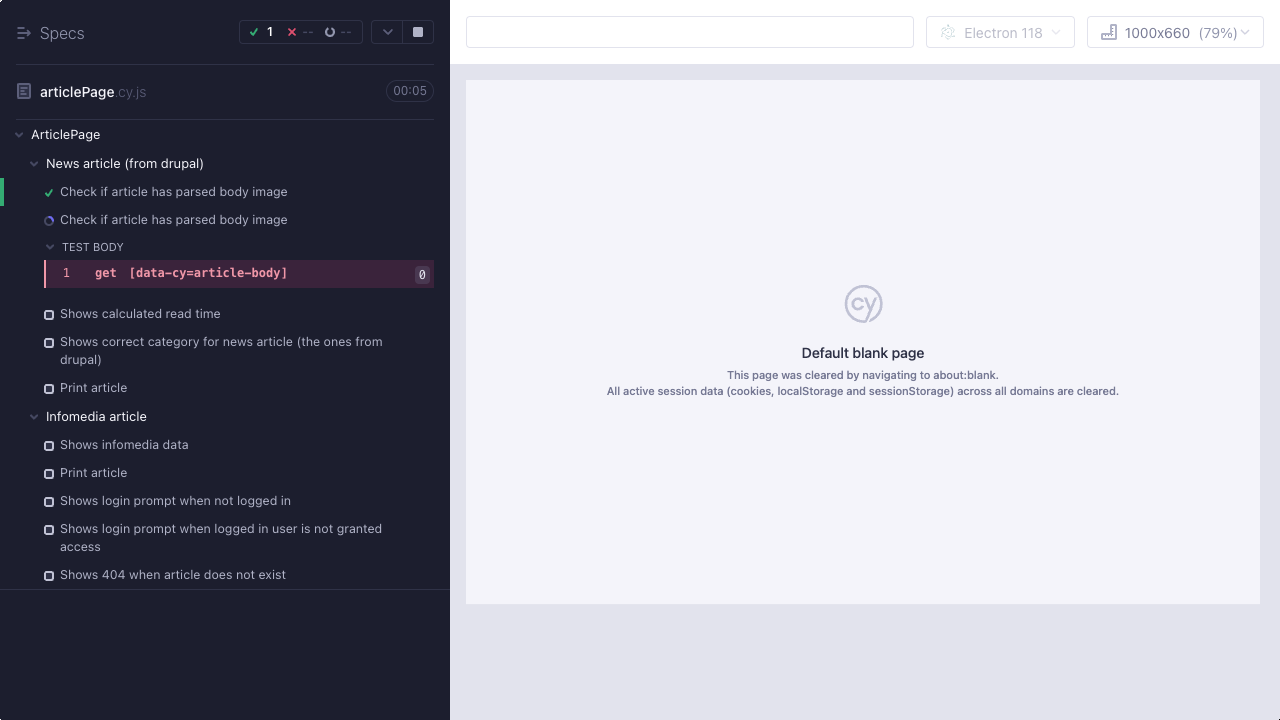 Specs
1
--
--
articlePage.cy.js
00:05
ArticlePage
News article (from drupal)
Check if article has parsed body image
Check if article has parsed body image
TEST BODY
1 get [data-cy=article-body] 0
Shows calculated read time
Shows correct category for news article (the ones from
drupal)
Print article
Infomedia article
Shows infomedia data
Print article
Shows login prompt when not logged in
Shows login prompt when logged in user is not granted
access
Shows 404 when article does not exist
Electron 118
1000x660 (79%)
cy
Default blank page
This page was cleared by navigating to about:blank.
All active session data (cookies, localStorage and sessionStorage) across all domains are cleared.